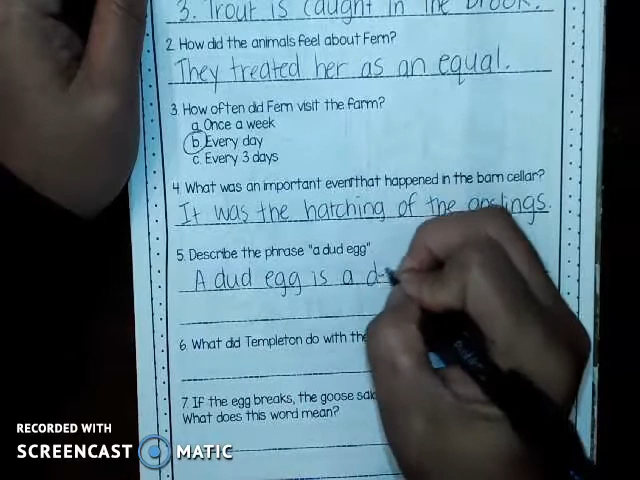 3. Trout is caught in the brook.
2. How did the animals feel about Fern?
They treated her as an equal.
3. How often did Fern visit the farm?
a. Once a week
b. Every day
c. Every 3 days
4. What was an important event that happened in the barn cellar?
It was the hatching of the goslings.
5. Describe the phrase "a dud egg"
A dud egg is a d
6. What did Templeton do with the
7. IF the egg breaks, the goose
What does this word mean?
RECORDED WITH
SCREENCAST MATIC